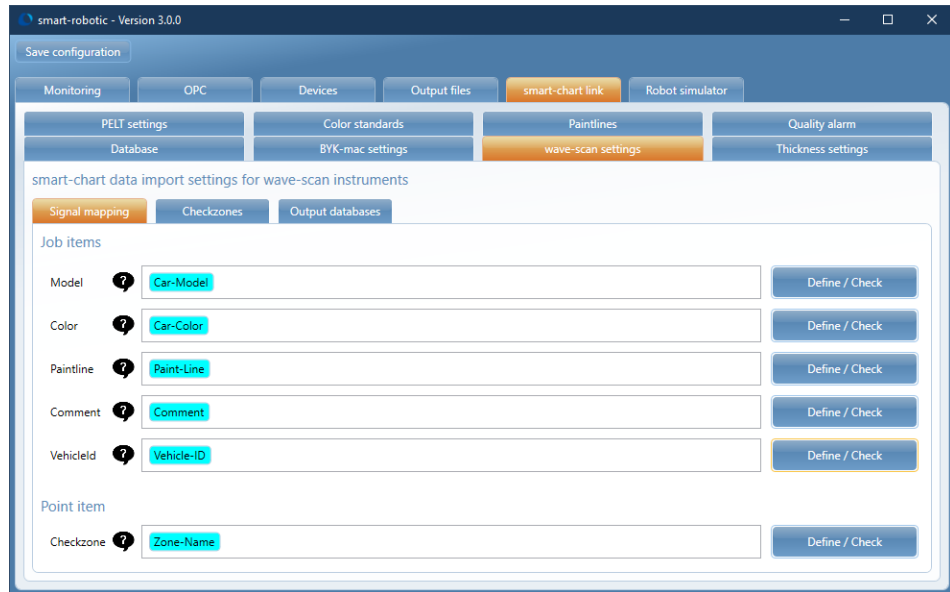 smart-robotic - Version 3.0.0
Save configuration
Monitoring OPC Devices Output files smart-chart link Robot simulator
PELT settings Color standards Paintlines Quality alarm
Database BYK-mac settings wave-scan settings Thickness settings
smart-chart data import settings for wave-scan instruments
Signal mapping Checkzones Output databases
Job items
Model ? Car-Model Define / Check
Color ? Car-Color Define / Check
Paintline ? Paint-Line Define / Check
Comment ? Comment Define / Check
VehicleId ? Vehicle-ID Define / Check
Point item
Checkzone ? Zone-Name Define / Check